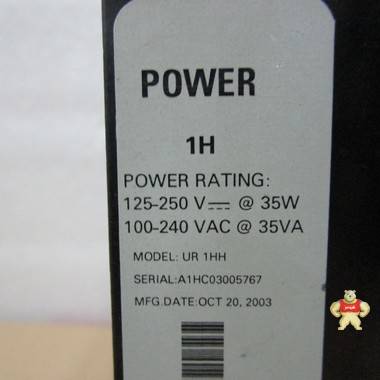 POWER
1H
POWER RATING:
125-250 V⎓ @ 35W
100-240 VAC @ 35VA
MODEL: UR 1HH
SERIAL:A1HC03005767
MFG.DATE:OCT 20, 2003